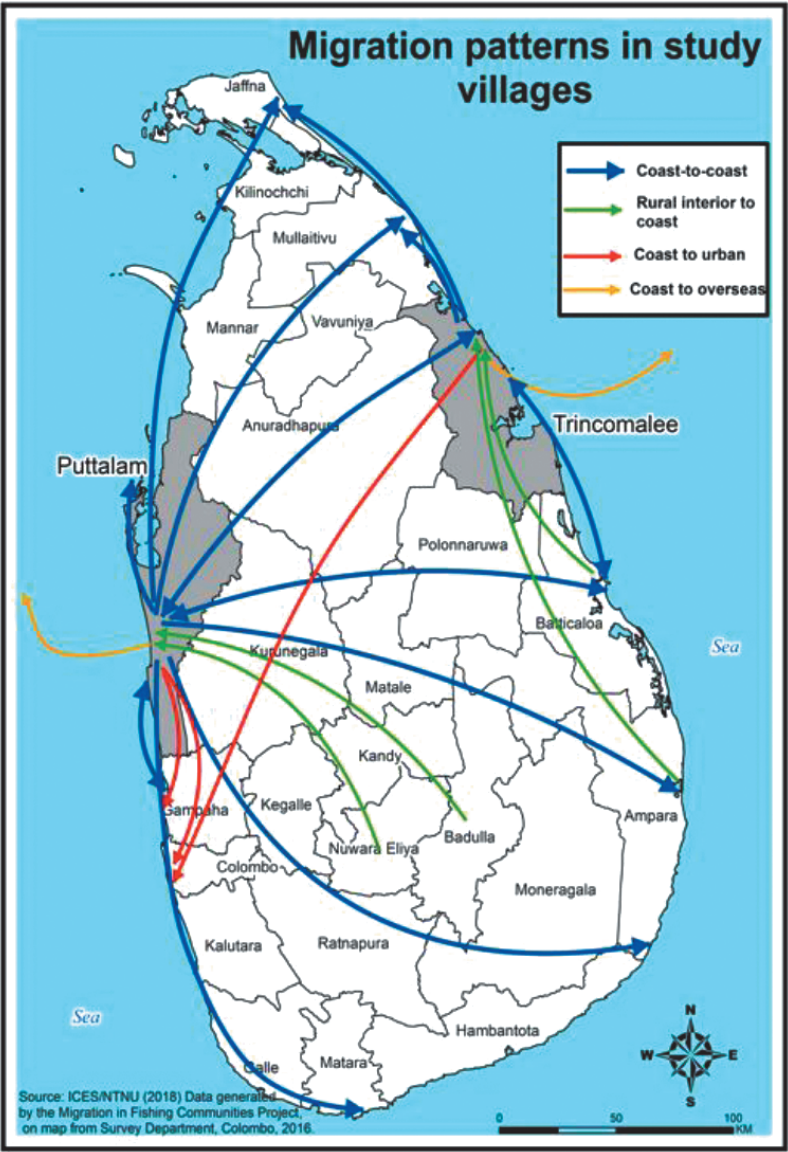 Migration patterns in study
villages
Jaffna
Coast-to-coast
Kilinochchi
Rural interior to
coast
Mullaitivu
Coast to urban
Coast to overseas
Mannar
Vavuniya
Anuradhapura
Trincomalee
Puttalam
Polonnaruwa
Batticaloa
Sea
Kurunegala
Matale
Kandy
Gampaha
Kegalle
Ampara
Nuwara Eliya
Badulla
Colombo
Moneragala
Kalutara
Ratnapura
Sea
N
W
E
S
Hambantota
Galle
Matara
Source: ICES/NTNU (2018) Data generated
by the Migration in Fishing Communities Project,
on map from Survey Department, Colombo, 2016.
0 50 100
KM